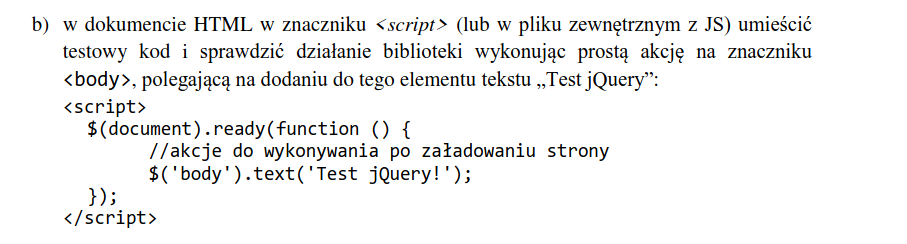 b) w dokumencie HTML w znaczniku <script> (lub w pliku zewnętrznym z JS) umieścić
testowy kod i sprawdzić działanie biblioteki wykonując prostą akcję na znaczniku
<body>, polegającą na dodaniu do tego elementu tekstu „Test jQuery”:
<script>
$(document).ready(function () {
//akcje do wykonywania po załadowaniu strony
$('body').text('Test jQuery!');
});
</script>